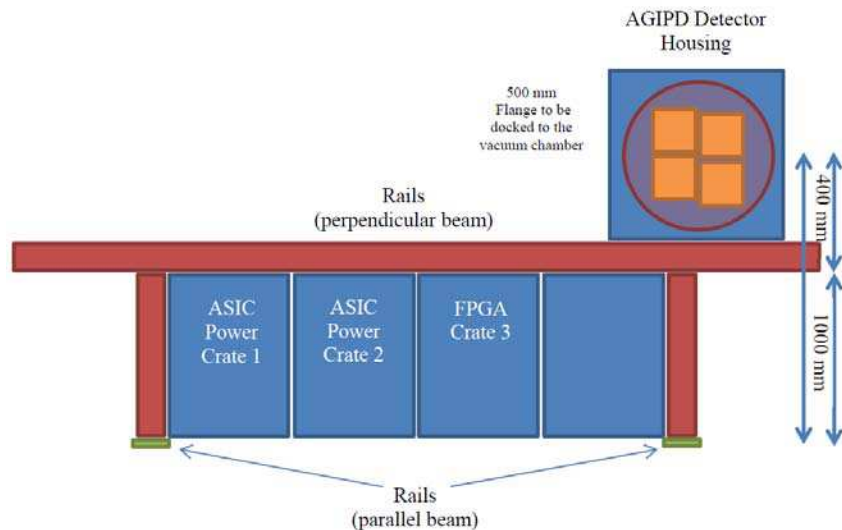 AGIPD Detector
Housing
500 mm
Flange to be
docked to the
vacuum chamber
400 mm
Rails
(perpendicular beam)
ASIC
Power
Crate 1
ASIC
Power
Crate 2
FPGA
Crate 3
1000 mm
Rails
(parallel beam)